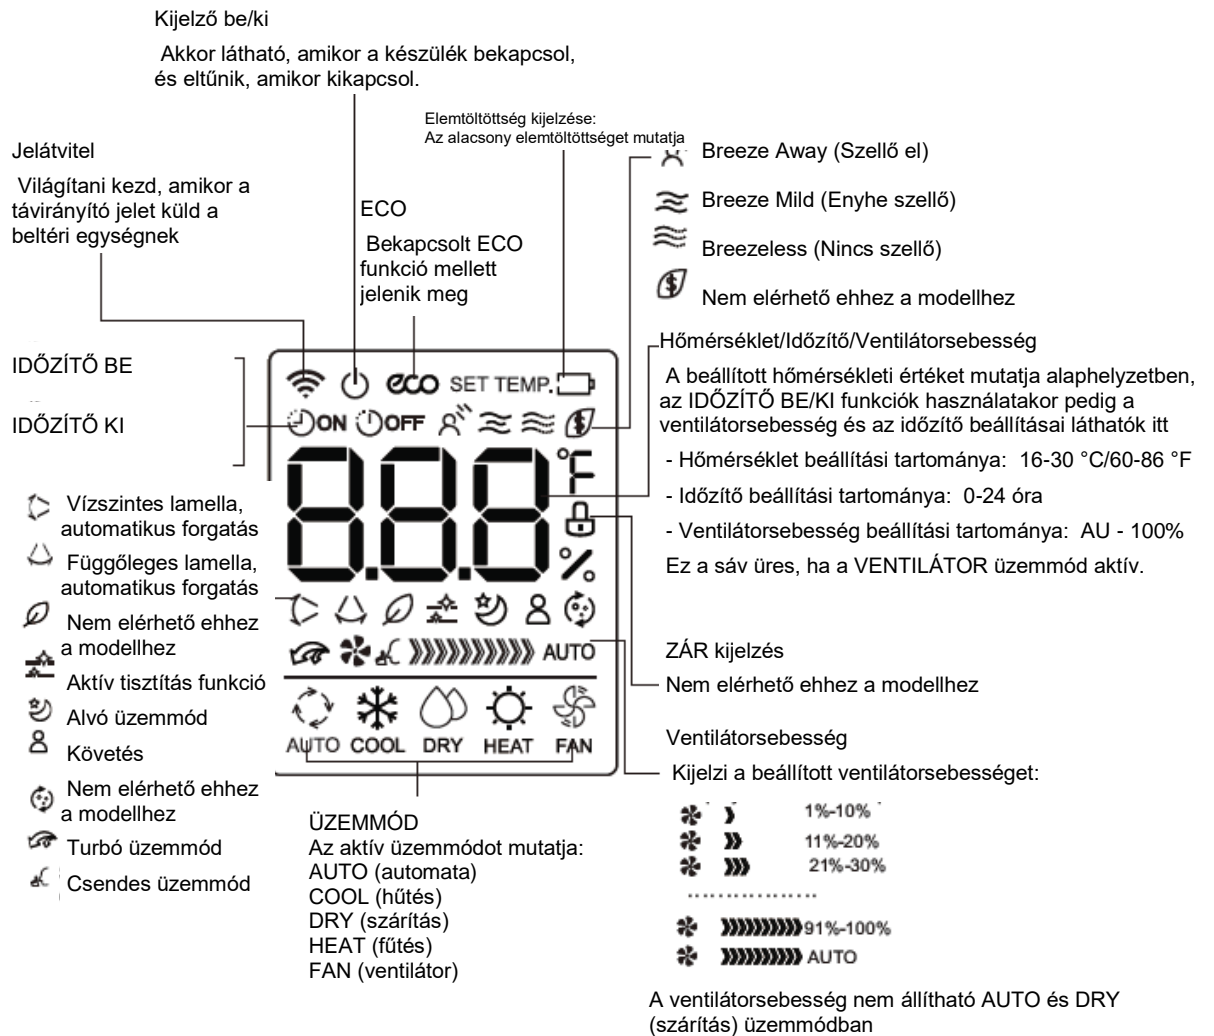 Kijelző be/ki
Akkor látható, amikor a készülék bekapcsol,
és eltűnik, amikor kikapcsol.
Elemtöltöttség kijelzése:
Az alacsony elemtöltöttséget mutatja
Jelátvitel
Világítani kezd, amikor a
távirányító jelet küld a
beltéri egységnek
ECO
Bekapcsolt ECO
funkció mellett
jelenik meg
Breeze Away (Szellő el)
Breeze Mild (Enyhe szellő)
Breezeless (Nincs szellő)
Nem elérhető ehhez a modellhez
IDŐZÍTŐ BE
IDŐZÍTŐ KI
eco SET TEMP.
ON OFF
°F
%
AUTO
AUTO COOL DRY HEAT FAN
Hőmérséklet/Időzítő/Ventilátorsebesség
A beállított hőmérsékleti értéket mutatja alaphelyzetben,
az IDŐZÍTŐ BE/KI funkciók használatakor pedig a
ventilátorsebesség és az időzítő beállításai láthatók itt
- Hőmérséklet beállítási tartománya: 16-30 °C/60-86 °F
- Időzítő beállítási tartománya: 0-24 óra
- Ventilátorsebesség beállítási tartománya: AU - 100%
Ez a sáv üres, ha a VENTILÁTOR üzemmód aktív.
Vízszintes lamella,
automatikus forgatás
Függőleges lamella,
automatikus forgatás
Nem elérhető ehhez
a modellhez
Aktív tisztítás funkció
Alvó üzemmód
Követés
Nem elérhető ehhez
a modellhez
Turbó üzemmód
Csendes üzemmód
ZÁR kijelzés
Nem elérhető ehhez a modellhez
ÜZEMMÓD
Az aktív üzemmódot mutatja:
AUTO (automata)
COOL (hűtés)
DRY (szárítás)
HEAT (fűtés)
FAN (ventilátor)
Ventilátorsebesség
Kijelzi a beállított ventilátorsebességet:
1%-10%
11%-20%
21%-30%
91%-100%
AUTO
A ventilátorsebesség nem állítható AUTO és DRY
(szárítás) üzemmódban